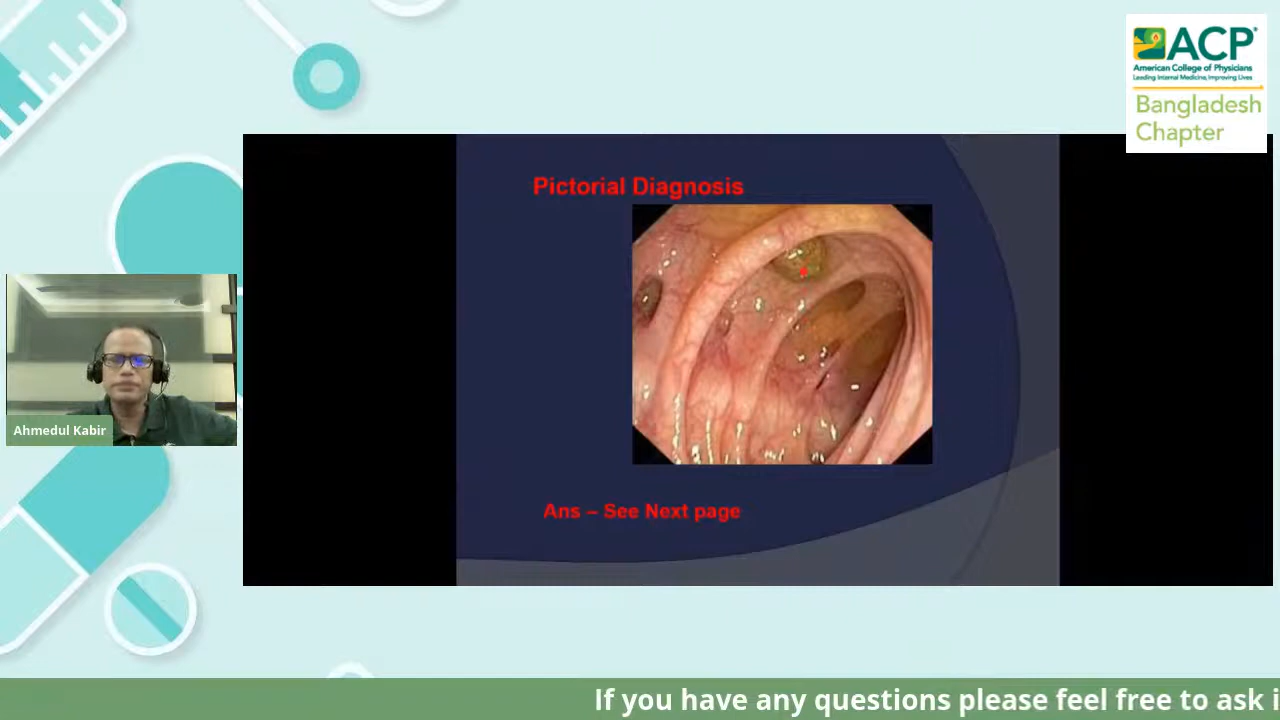 ACP
American College of Physicians
Leading Internal Medicine, Improving Lives
Bangladesh
Chapter
Pictorial Diagnosis
Ahmedul Kabir
Ans – See Next page
If you have any questions please feel free to ask i